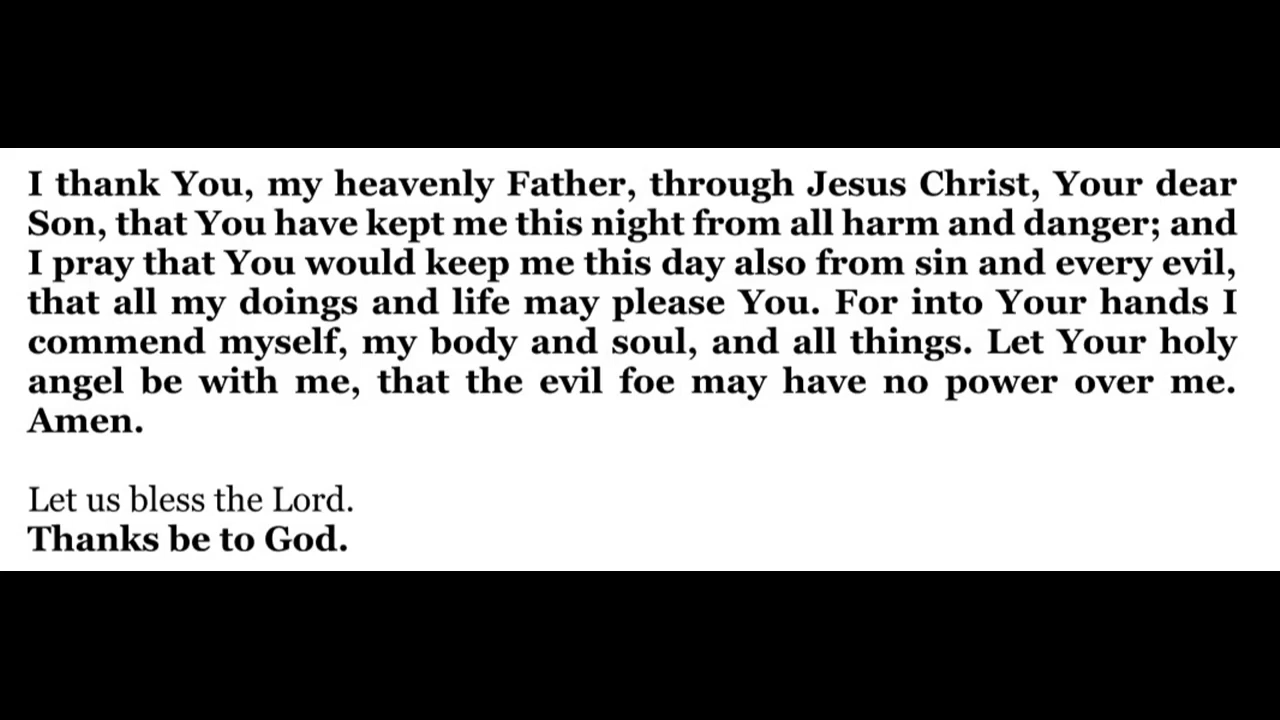 I thank You, my heavenly Father, through Jesus Christ, Your dear
Son, that You have kept me this night from all harm and danger; and
I pray that You would keep me this day also from sin and every evil,
that all my doings and life may please You. For into Your hands I
commend myself, my body and soul, and all things. Let Your holy
angel be with me, that the evil foe may have no power over me.
Amen.
Let us bless the Lord.
Thanks be to God.